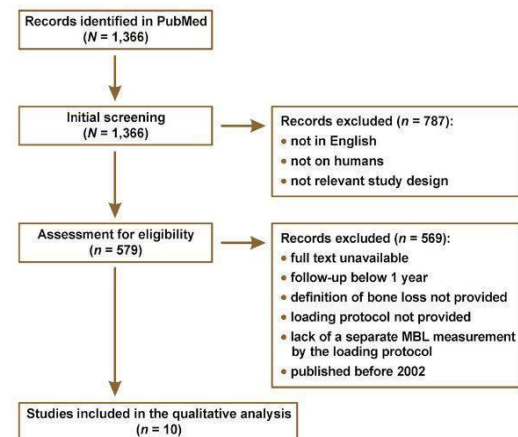 Records identified in PubMed
(N = 1,366)
Initial screening
(N = 1,366)
Records excluded (n = 787):
• not in English
• not on humans
• not relevant study design
Assessment for eligibility
(n = 579)
Records excluded (n = 569):
• full text unavailable
• follow-up below 1 year
• definition of bone loss not provided
• loading protocol not provided
• lack of a separate MBL measurement
by the loading protocol
• published before 2002
Studies included in the qualitative analysis
(n = 10)